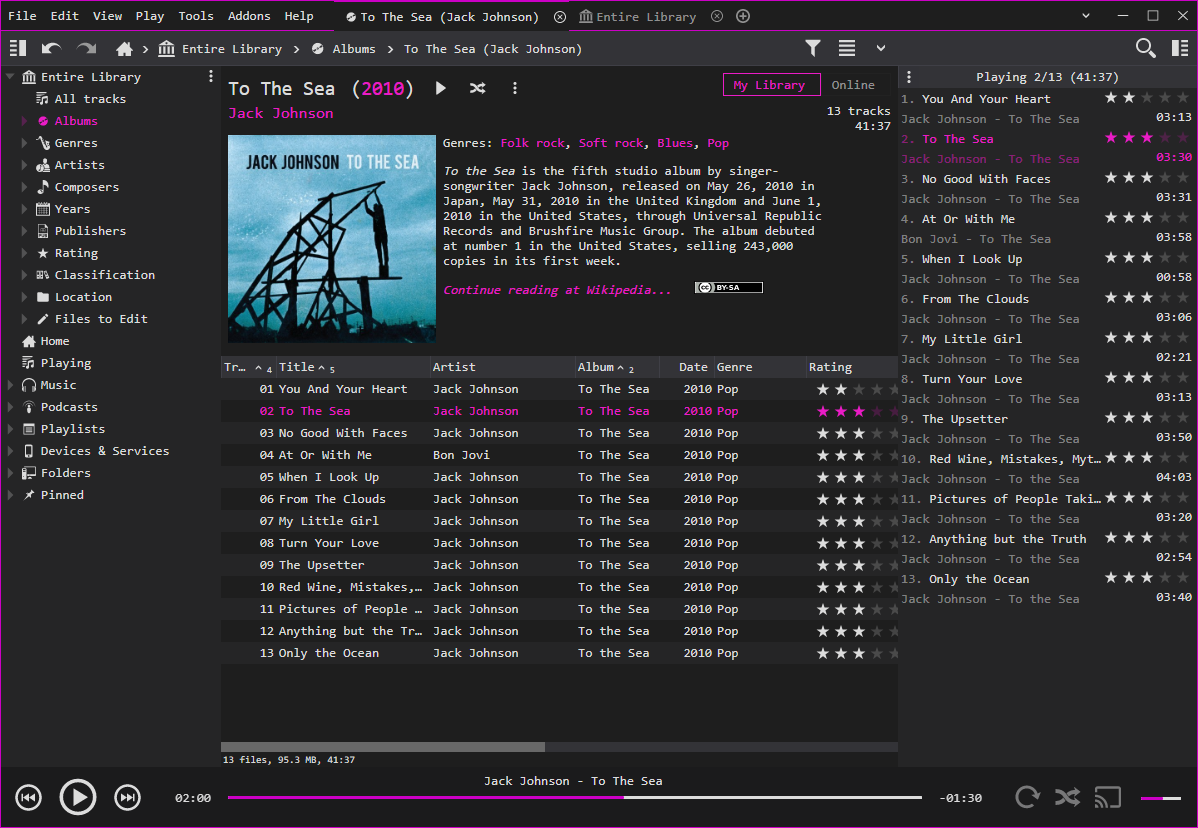 File Edit View Play Tools Addons Help To The Sea (Jack Johnson) Entire Library
Entire Library Albums To The Sea (Jack Johnson)
Entire Library
All tracks
Albums
Genres
Artists
Composers
Years
Publishers
Rating
Classification
Location
Files to Edit
Home
Playing
Music
Podcasts
Playlists
Devices & Services
Folders
Pinned
To The Sea (2010)
Jack Johnson
My Library Online
13 tracks
41:37
JACK JOHNSON TO THE SEA
Genres: Folk rock, Soft rock, Blues, Pop
To the Sea is the fifth studio album by singer-
songwriter Jack Johnson, released on May 26, 2010 in
Japan, May 31, 2010 in the United Kingdom and June 1,
2010 in the United States, through Universal Republic
Records and Brushfire Music Group. The album debuted
at number 1 in the United States, selling 243,000
copies in its first week.
Continue reading at Wikipedia...
cc BY-SA
Tr... 4 Title 5 Artist Album 2 Date Genre Rating
01 You And Your Heart Jack Johnson To The Sea 2010 Pop
02 To The Sea Jack Johnson To The Sea 2010 Pop
03 No Good With Faces Jack Johnson To The Sea 2010 Pop
04 At Or With Me Bon Jovi To The Sea 2010 Pop
05 When I Look Up Jack Johnson To The Sea 2010 Pop
06 From The Clouds Jack Johnson To The Sea 2010 Pop
07 My Little Girl Jack Johnson To The Sea 2010 Pop
08 Turn Your Love Jack Johnson To The Sea 2010 Pop
09 The Upsetter Jack Johnson To the Sea 2010 Pop
10 Red Wine, Mistakes,... Jack Johnson To the Sea 2010 Pop
11 Pictures of People ... Jack Johnson To the Sea 2010 Pop
12 Anything but the Tr... Jack Johnson To the Sea 2010 Pop
13 Only the Ocean Jack Johnson To the Sea 2010 Pop
13 files, 95.3 MB, 41:37
Playing 2/13 (41:37)
1. You And Your Heart
Jack Johnson - To The Sea 03:13
2. To The Sea
Jack Johnson - To The Sea 03:30
3. No Good With Faces
Jack Johnson - To The Sea 03:31
4. At Or With Me
Bon Jovi - To The Sea 03:58
5. When I Look Up
Jack Johnson - To The Sea 00:58
6. From The Clouds
Jack Johnson - To The Sea 03:06
7. My Little Girl
Jack Johnson - To The Sea 02:21
8. Turn Your Love
Jack Johnson - To The Sea 03:13
9. The Upsetter
Jack Johnson - To the Sea 03:50
10. Red Wine, Mistakes, Myt...
Jack Johnson - To the Sea 04:03
11. Pictures of People Taki...
Jack Johnson - To the Sea 03:20
12. Anything but the Truth
Jack Johnson - To the Sea 02:54
13. Only the Ocean
Jack Johnson - To the Sea 03:40
Jack Johnson - To The Sea
02:00 -01:30